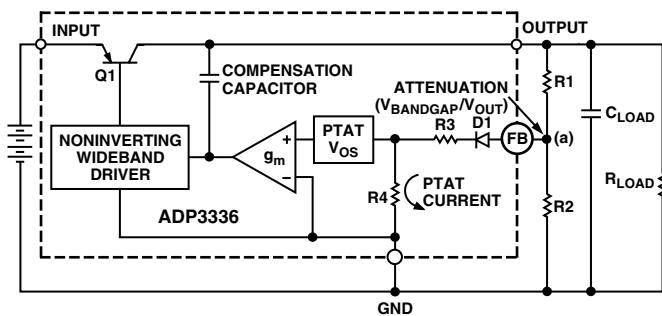 INPUT
OUTPUT
Q1
COMPENSATION
CAPACITOR
ATTENUATION
(VBANDGAP/VOUT)
R1
CLOAD
NONINVERTING
WIDEBAND
DRIVER
gm
+
−
PTAT
VOS
R3
D1
FB
(a)
R4
PTAT
CURRENT
R2
RLOAD
ADP3336
GND